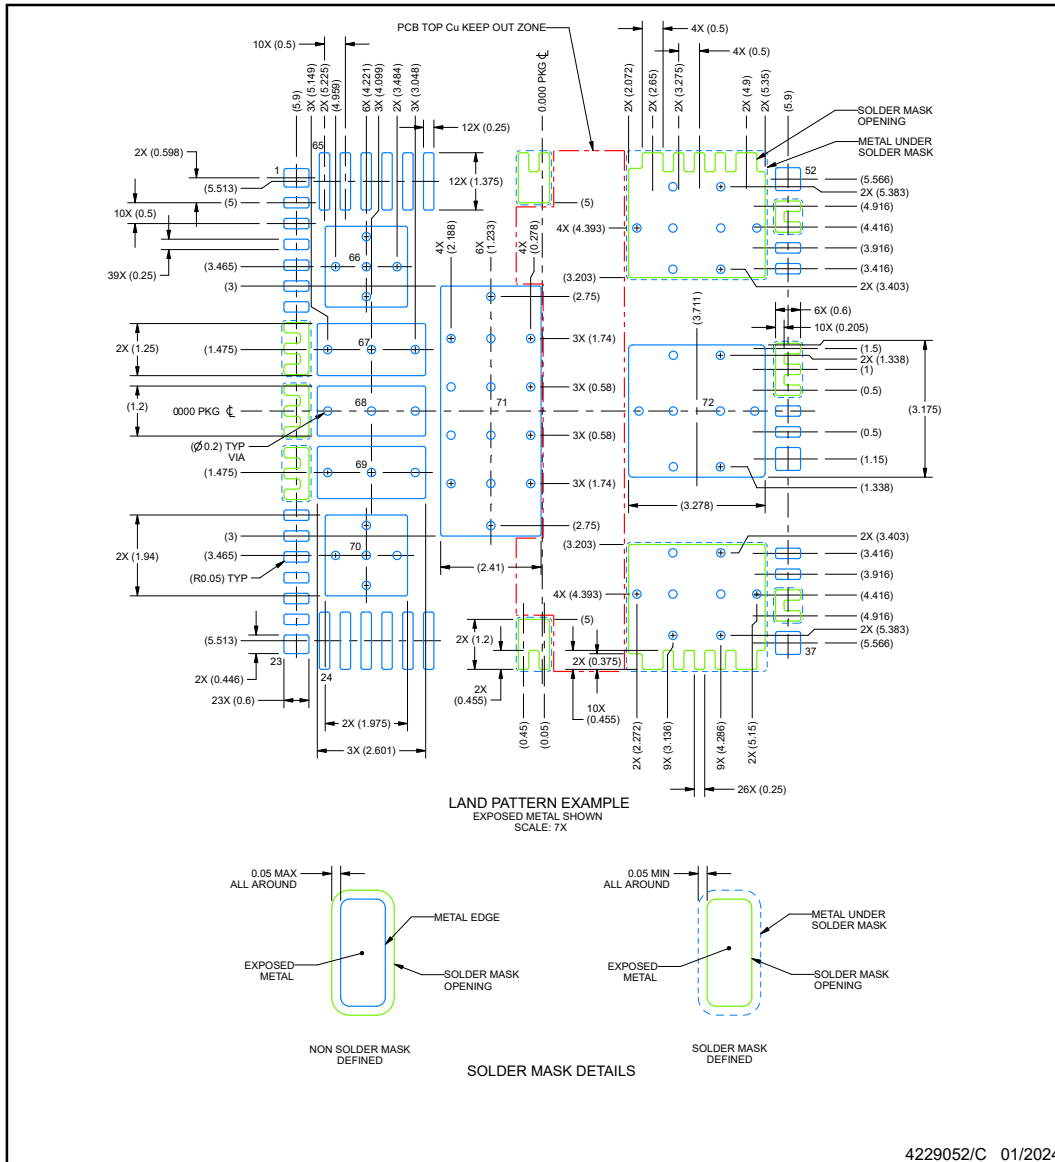 PCB TOP Cu KEEP OUT ZONE
4X (0.5)
10X (0.5)
4X (0.5)
(5.9)
3X (5.149)
2X (5.225)
(4.959)
6X (4.221)
3X (4.099)
2X (3.484)
3X (3.048)
0.000 PKG ℄
2X (2.072)
2X (2.65)
2X (3.275)
2X (4.9)
2X (5.35)
(5.9)
SOLDER MASK
OPENING
METAL UNDER
SOLDER MASK
12X (0.25)
65
2X (0.598)
1
12X (1.375)
52
(5.513)
(5.566)
2X (5.383)
(5)
(5)
(4.916)
10X (0.5)
4X (2.188)
6X (1.233)
4X (0.278)
4X (4.393)
(4.416)
(3.916)
66
39X (0.25)
(3.465)
(3.416)
(3)
(3.203)
2X (3.403)
(2.75)
(3.711)
6X (0.6)
10X (0.205)
67
2X (1.25)
(1.475)
3X (1.74)
(1.5)
2X (1.338)
(1)
3X (0.58)
(0.5)
(1.2)
0000 PKG ℄
68
71
72
(3.175)
(Ø0.2) TYP
VIA
3X (0.58)
(0.5)
69
(1.475)
(1.15)
3X (1.74)
(1.338)
(3.278)
(2.75)
2X (1.94)
(3)
(3.203)
2X (3.403)
70
(3.465)
(3.416)
(2.41)
(R0.05) TYP
(3.916)
4X (4.393)
(4.416)
(5)
(4.916)
(5.513)
2X (1.2)
2X (5.383)
(5.566)
23
24
2X (0.375)
37
2X (0.446)
2X
(0.455)
10X
(0.455)
23X (0.6)
2X (1.975)
(0.45)
(0.05)
2X (2.272)
9X (3.136)
9X (4.286)
2X (5.15)
3X (2.601)
26X (0.25)
LAND PATTERN EXAMPLE
EXPOSED METAL SHOWN
SCALE: 7X
0.05 MAX
ALL AROUND
0.05 MIN
ALL AROUND
METAL EDGE
METAL UNDER
SOLDER MASK
EXPOSED
METAL
SOLDER MASK
OPENING
EXPOSED
METAL
SOLDER MASK
OPENING
NON SOLDER MASK
DEFINED
SOLDER MASK
DEFINED
SOLDER MASK DETAILS
4229052/C 01/2024